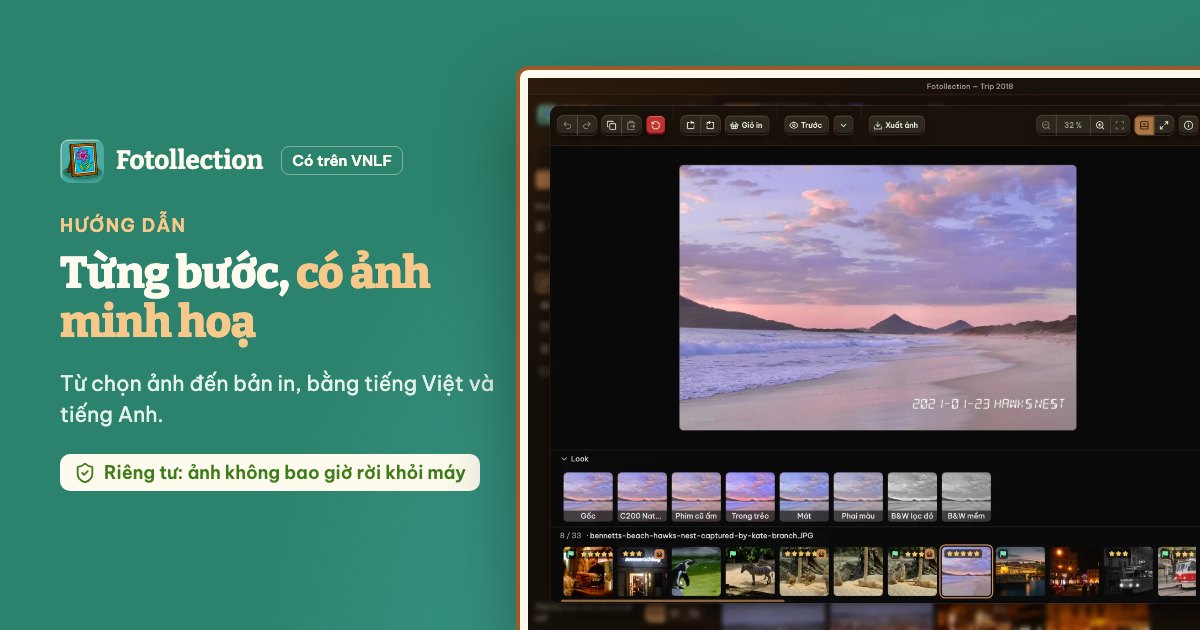 Fotollection
Có trên VNLF
HƯỚNG DẪN
Từng bước, có ảnh
minh hoạ
Từ chọn ảnh đến bản in, bằng tiếng Việt và
tiếng Anh.
Riêng tư: ảnh không bao giờ rời khỏi máy
Fotollection — Trip 2018
Giỏ in
Trước
Xuất ảnh
32 %
2021-01-23 HAWKS NEST
Look
Gốc
C200 Nat...
Phim cũ ấm
Trong trẻo
Mát
Phai màu
B&W lọc đỏ
B&W mềm
8 / 33 · bennetts-beach-hawks-nest-captured-by-kate-branch.JPG